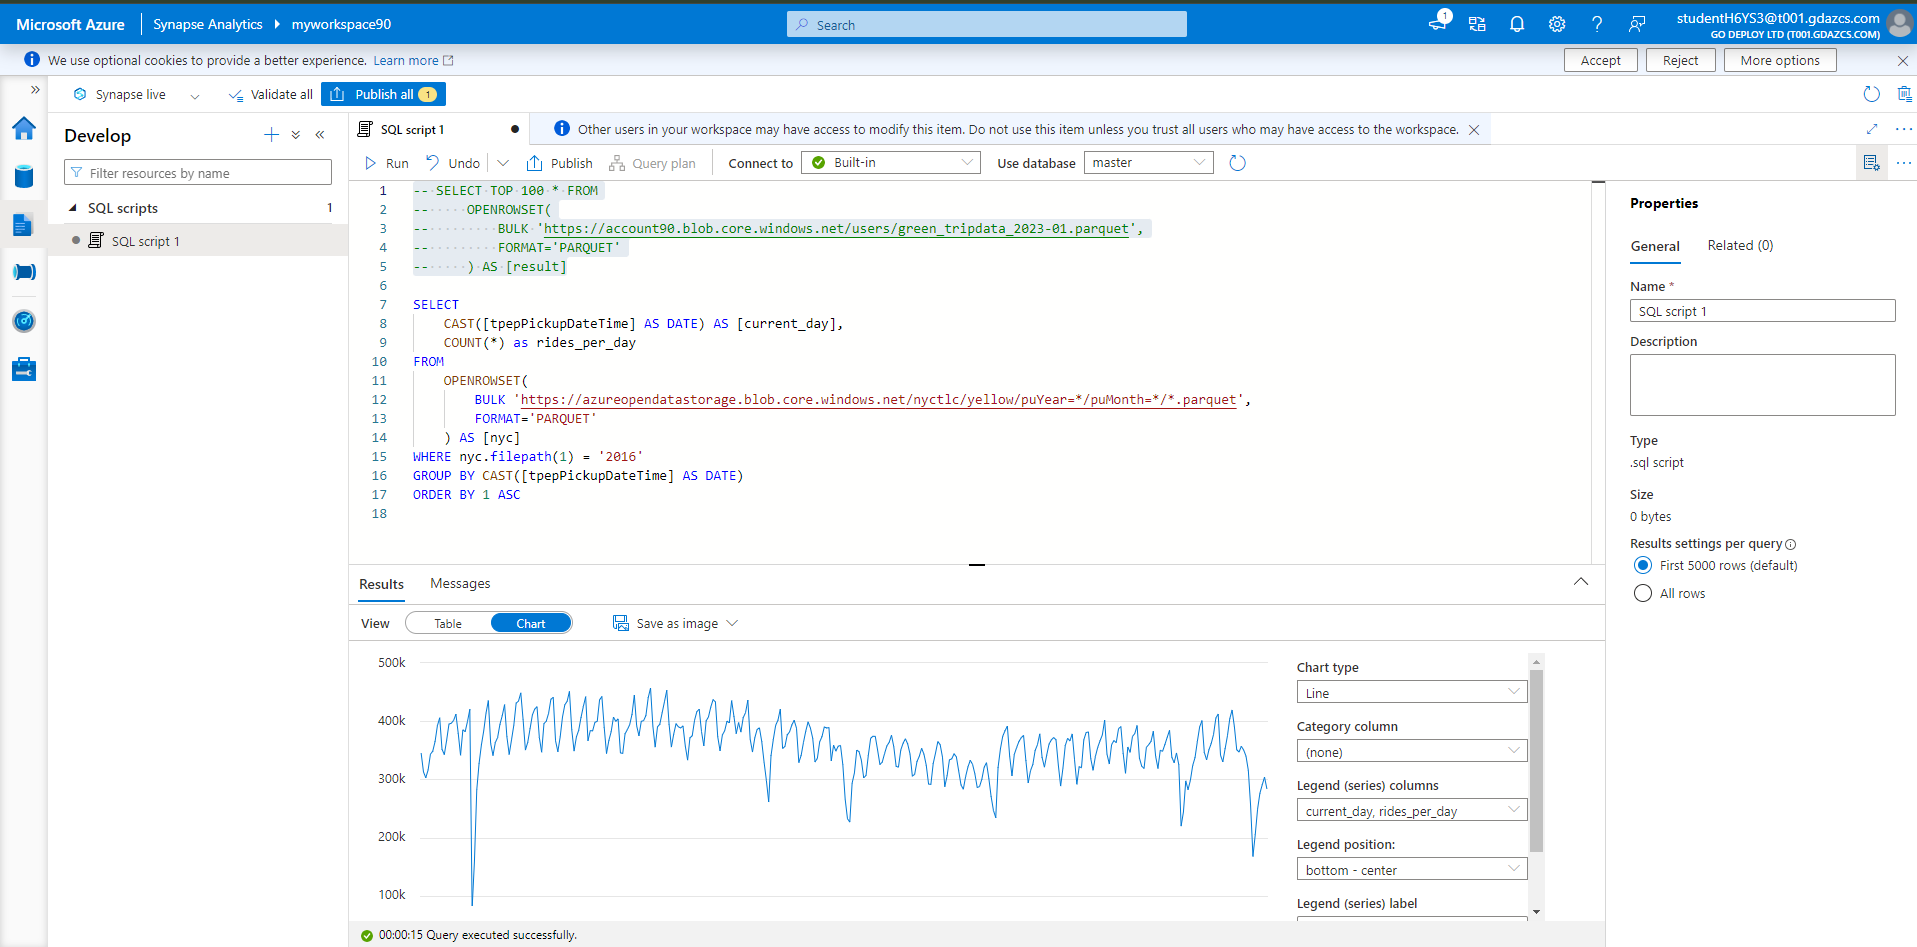 Microsoft Azure
Synapse Analytics
myworkspace90
Search
1
studentH6YS3@t001.gdazcs.com
GO DEPLOY LTD (T001.GDAZCS.COM)
We use optional cookies to provide a better experience. Learn more
Accept
Reject
More options
Synapse live
Validate all
Publish all 1
Develop
Filter resources by name
SQL scripts 1
SQL script 1
SQL script 1
Other users in your workspace may have access to modify this item. Do not use this item unless you trust all users who may have access to the workspace.
Run
Undo
Publish
Query plan
Connect to
Built-in
Use database
master
1 -- SELECT TOP 100 * FROM
2 -- OPENROWSET(
3 -- BULK 'https://account90.blob.core.windows.net/users/green_tripdata_2023-01.parquet',
4 -- FORMAT='PARQUET'
5 -- ) AS [result]
6
7 SELECT
8 CAST([tpepPickupDateTime] AS DATE) AS [current_day],
9 COUNT(*) as rides_per_day
10 FROM
11 OPENROWSET(
12 BULK 'https://azureopendatastorage.blob.core.windows.net/nyctlc/yellow/puYear=*/puMonth=*/*.parquet',
13 FORMAT='PARQUET'
14 ) AS [nyc]
15 WHERE nyc.filepath(1) = '2016'
16 GROUP BY CAST([tpepPickupDateTime] AS DATE)
17 ORDER BY 1 ASC
18
Results
Messages
View
Table
Chart
Save as image
500k
400k
300k
200k
100k
Chart type
Line
Category column
(none)
Legend (series) columns
current_day, rides_per_day
Legend position:
bottom - center
Legend (series) label
00:00:15 Query executed successfully.
Properties
General
Related (0)
Name *
SQL script 1
Description
Type
.sql script
Size
0 bytes
Results settings per query
First 5000 rows (default)
All rows